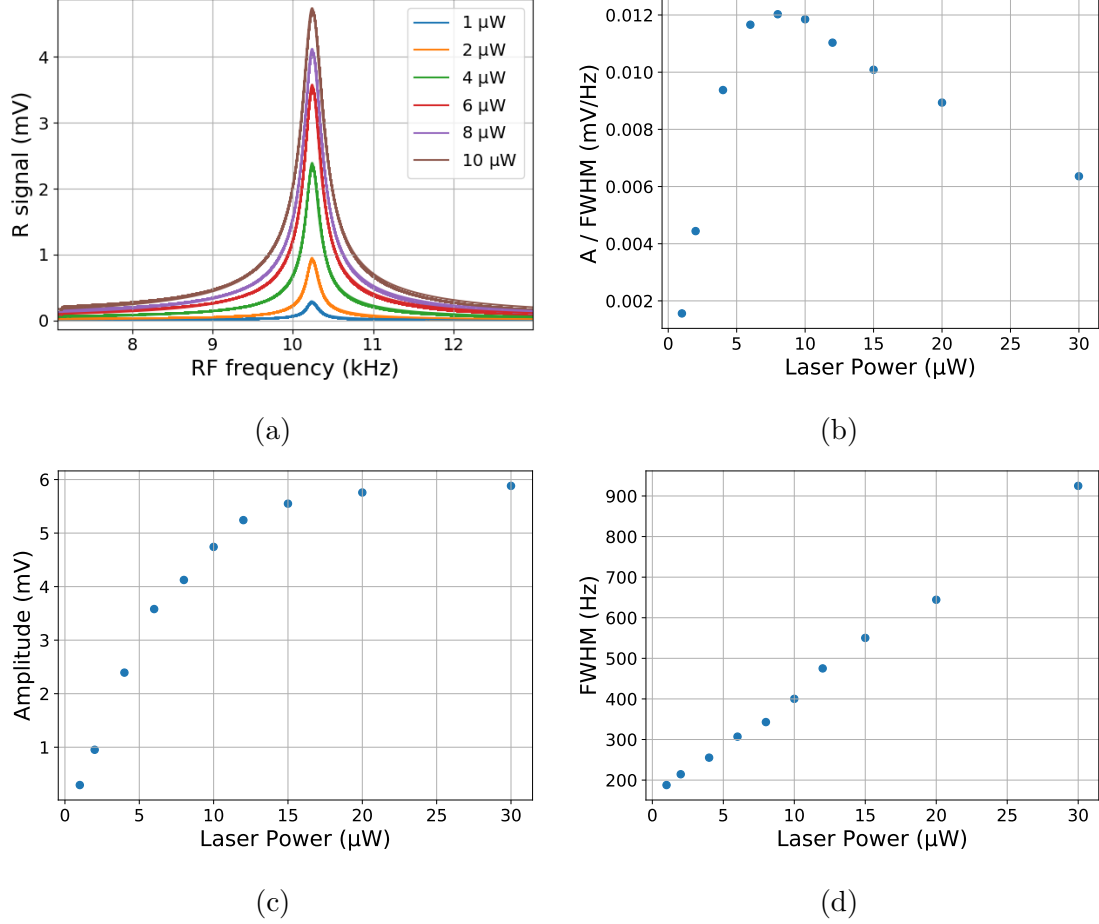 R signal (mV)
4
3
2
1
0
8
9
10
11
12
RF frequency (kHz)
1 μW
2 μW
4 μW
6 μW
8 μW
10 μW
(a)
A / FWHM (mV/Hz)
0.012
0.010
0.008
0.006
0.004
0.002
0
5
10
15
20
25
30
Laser Power (μW)
(b)
Amplitude (mV)
6
5
4
3
2
1
0
5
10
15
20
25
30
Laser Power (μW)
(c)
FWHM (Hz)
900
800
700
600
500
400
300
200
0
5
10
15
20
25
30
Laser Power (μW)
(d)